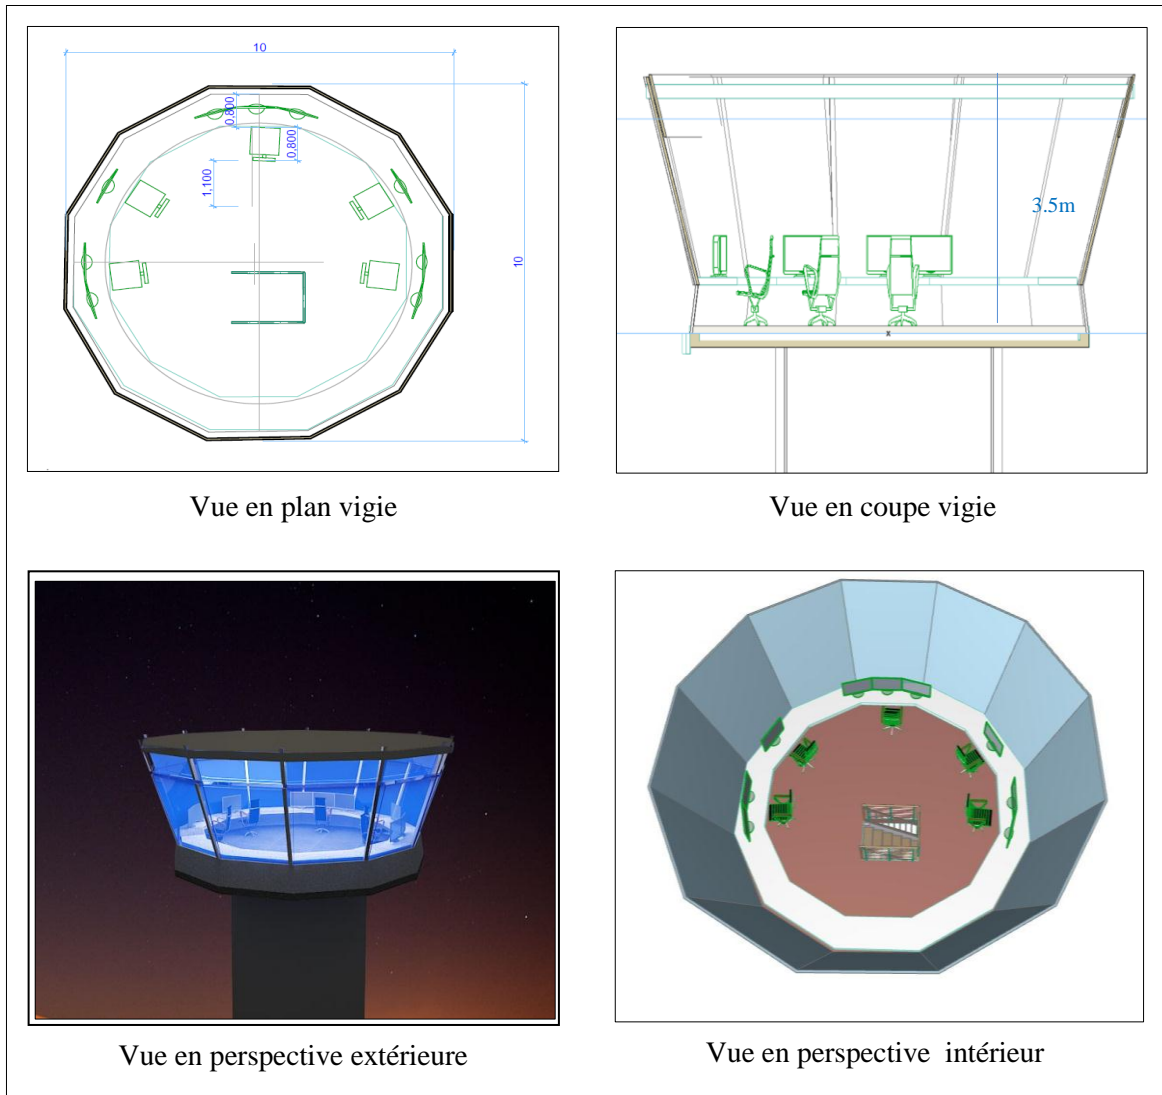 10
0,800
0,800
1,100
10
3.5m
Vue en plan vigie
Vue en coupe vigie
Vue en perspective extérieure
Vue en perspective intérieur